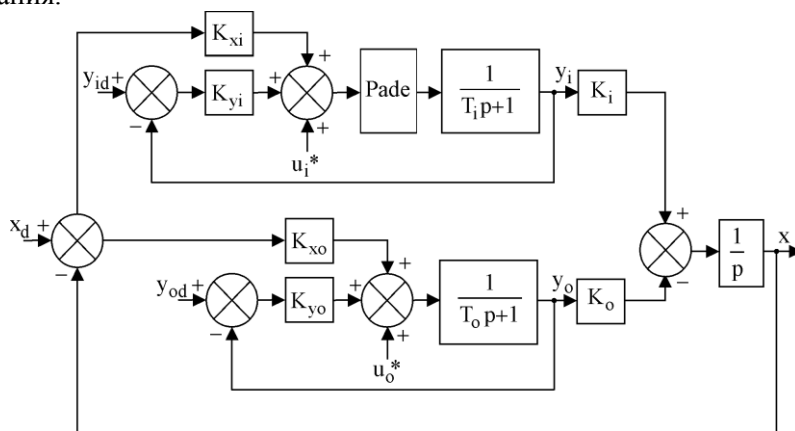 ания.
K_xi
y_id + K_yi + + + Pade 1/(T_i p+1) y_i K_i
−
u_i*
x_d + K_xo + 1/p x
−
y_od + K_yo + + + 1/(T_o p+1) y_o K_o −
−
u_o*